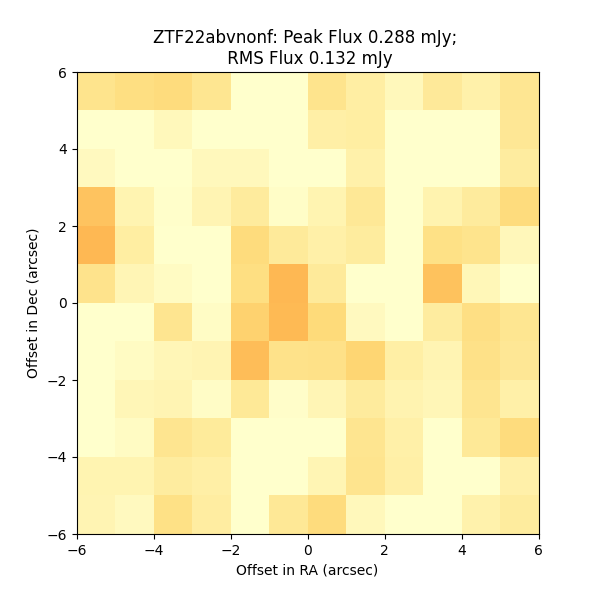 ZTF22abvnonf: Peak Flux 0.288 mJy;
RMS Flux 0.132 mJy
6
4
2
0
−2
−4
−6
Offset in Dec (arcsec)
−6 −4 −2 0 2 4 6
Offset in RA (arcsec)